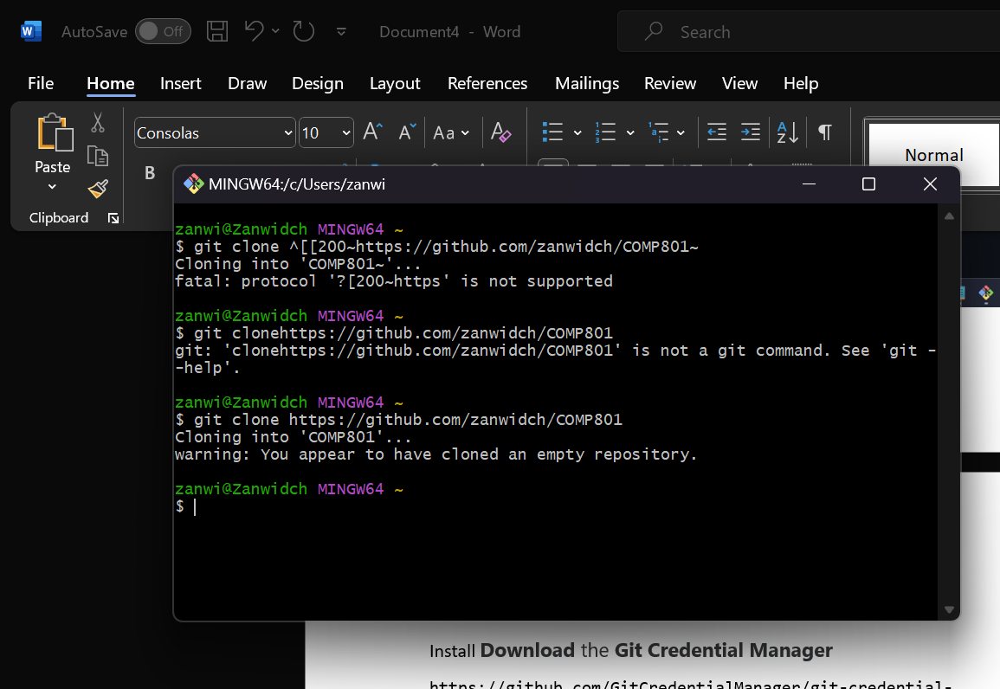 AutoSave Off Document4 - Word Search
File Home Insert Draw Design Layout References Mailings Review View Help
Consolas 10 Aa Normal
Paste B
Clipboard
MINGW64:/c/Users/zanwi
zanwi@Zanwidch MINGW64 ~
$ git clone ^[[200~https://github.com/zanwidch/COMP801~
Cloning into 'COMP801~'...
fatal: protocol '?[200~https' is not supported
zanwi@Zanwidch MINGW64 ~
$ git clonehttps://github.com/zanwidch/COMP801
git: 'clonehttps://github.com/zanwidch/COMP801' is not a git command. See 'git -
-help'.
zanwi@Zanwidch MINGW64 ~
$ git clone https://github.com/zanwidch/COMP801
Cloning into 'COMP801'...
warning: You appear to have cloned an empty repository.
zanwi@Zanwidch MINGW64 ~
$
Install Download the Git Credential Manager
https://github.com/GitCredentialManager/git-credential-